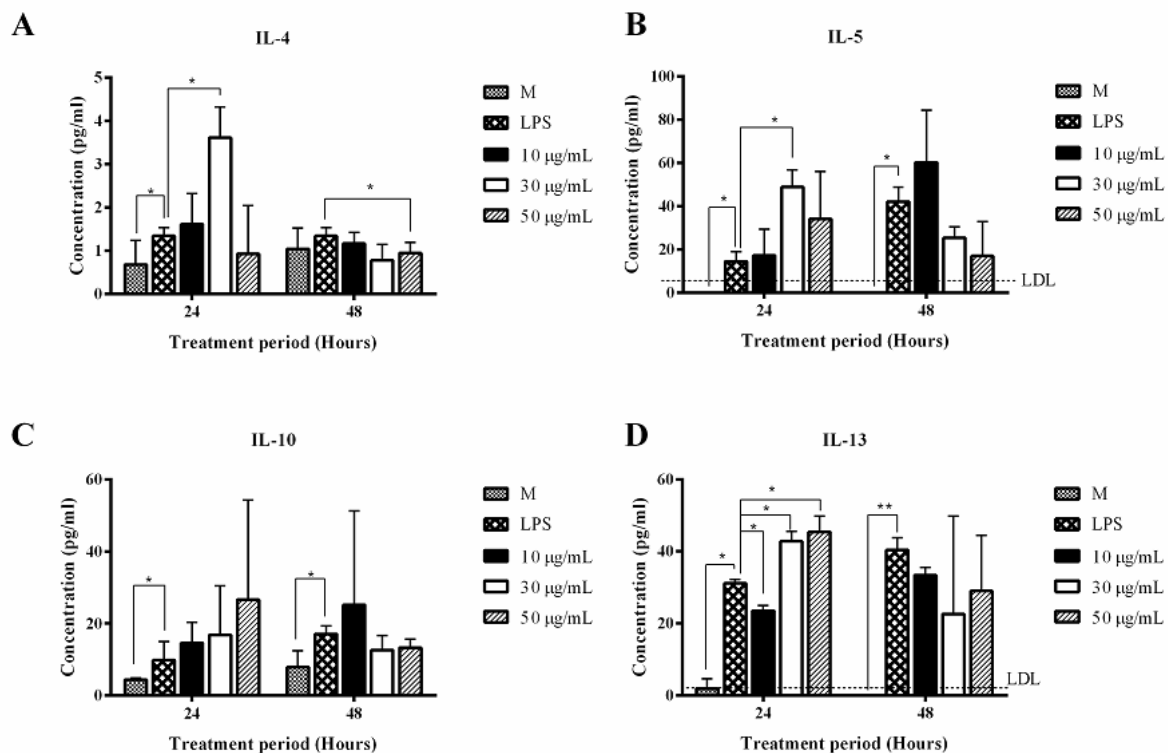 A
IL-4
Concentration (pg/ml)
5
4
3
2
1
0
*
*
*
24
48
Treatment period (Hours)
M
LPS
10 μg/mL
30 μg/mL
50 μg/mL
B
IL-5
Concentration (pg/ml)
100
80
60
40
20
0
*
*
*
LDL
24
48
Treatment period (Hours)
M
LPS
10 μg/mL
30 μg/mL
50 μg/mL
C
IL-10
Concentration (pg/ml)
60
40
20
0
*
*
24
48
Treatment period (Hours)
M
LPS
10 μg/mL
30 μg/mL
50 μg/mL
D
IL-13
Concentration (pg/ml)
60
40
20
0
*
*
*
*
**
LDL
24
48
Treatment period (Hours)
M
LPS
10 μg/mL
30 μg/mL
50 μg/mL